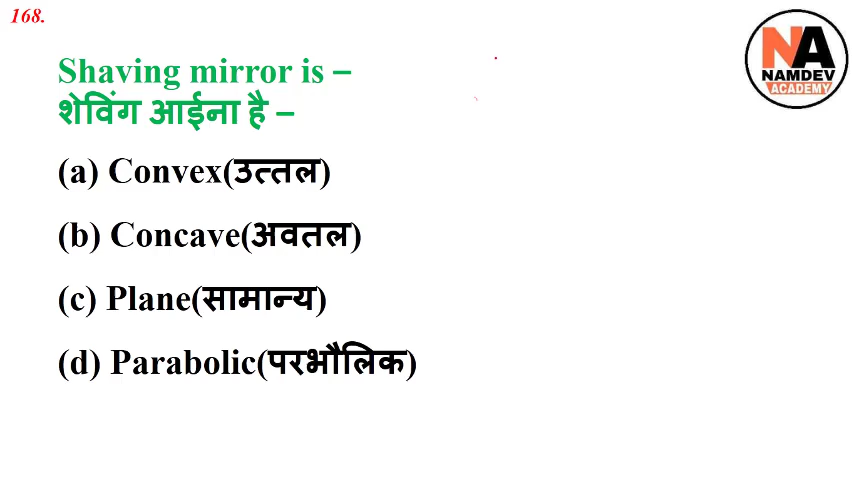 168.
Shaving mirror is –
शेविंग आईना है –
(a) Convex(उत्तल)
(b) Concave(अवतल)
(c) Plane(सामान्य)
(d) Parabolic(परभौलिक)
NA
NAMDEV
ACADEMY